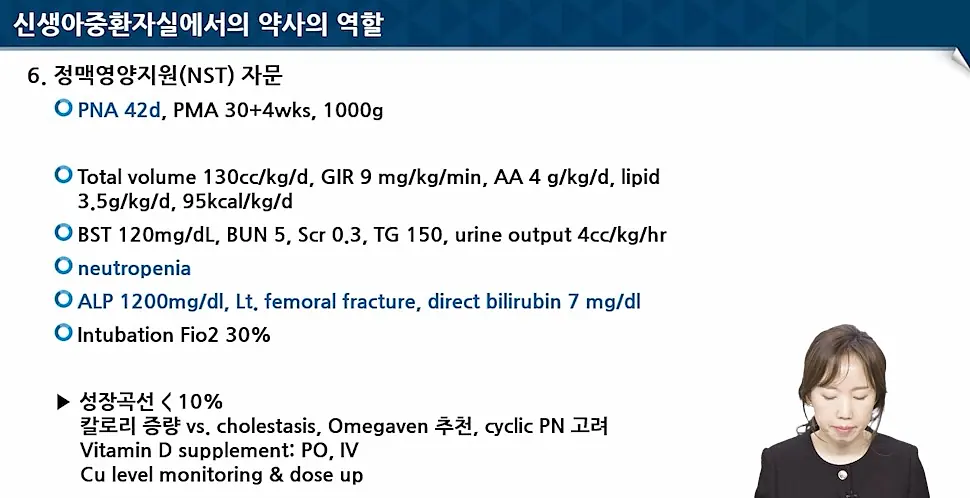 신생아중환자실에서의 약사의 역할
6. 정맥영양지원(NST) 자문
PNA 42d, PMA 30+4wks, 1000g
Total volume 130cc/kg/d, GIR 9 mg/kg/min, AA 4 g/kg/d, lipid
3.5g/kg/d, 95kcal/kg/d
BST 120mg/dL, BUN 5, Scr 0.3, TG 150, urine output 4cc/kg/hr
neutropenia
ALP 1200mg/dl, Lt. femoral fracture, direct bilirubin 7 mg/dl
Intubation Fio2 30%
▶ 성장곡선 < 10%
칼로리 증량 vs. cholestasis, Omegaven 추천, cyclic PN 고려
Vitamin D supplement: PO, IV
Cu level monitoring & dose up